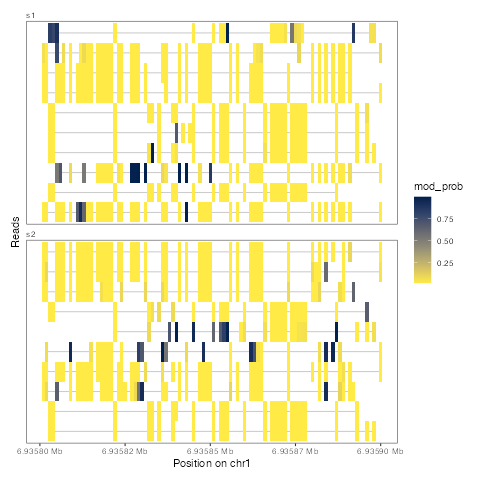 s1
s2
Reads
6.93580 Mb
6.93582 Mb
6.93585 Mb
6.93587 Mb
6.93590 Mb
Position on chr1
mod_prob
0.75
0.50
0.25